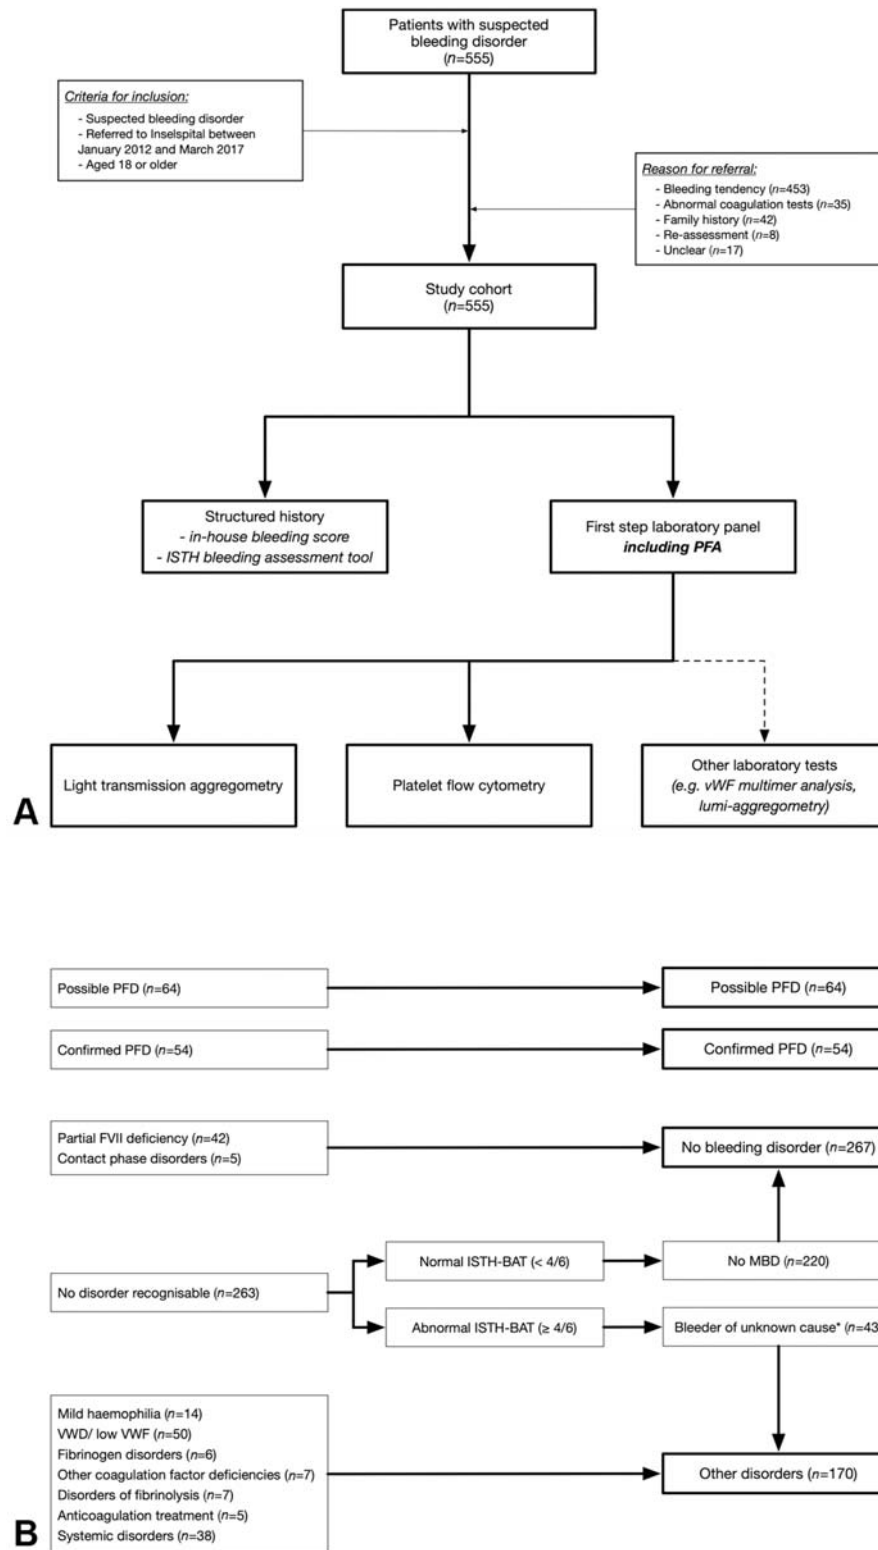 Patients with suspected
bleeding disorder
(n=555)
Criteria for inclusion:
- Suspected bleeding disorder
- Referred to Inselspital between
January 2012 and March 2017
- Aged 18 or older
Reason for referral:
- Bleeding tendency (n=453)
- Abnormal coagulation tests (n=35)
- Family history (n=42)
- Re-assessment (n=8)
- Unclear (n=17)
Study cohort
(n=555)
Structured history
- in-house bleeding score
- ISTH bleeding assessment tool
First step laboratory panel
including PFA
Light transmission aggregometry
Platelet flow cytometry
Other laboratory tests
(e.g. vWF multimer analysis,
lumi-aggregometry)
A
Possible PFD (n=64)
Possible PFD (n=64)
Confirmed PFD (n=54)
Confirmed PFD (n=54)
Partial FVII deficiency (n=42)
Contact phase disorders (n=5)
No bleeding disorder (n=267)
No disorder recognisable (n=263)
Normal ISTH-BAT (< 4/6)
No MBD (n=220)
Abnormal ISTH-BAT (≥ 4/6)
Bleeder of unknown cause* (n=43
Mild haemophilia (n=14)
VWD/ low VWF (n=50)
Fibrinogen disorders (n=6)
Other coagulation factor deficiencies (n=7)
Disorders of fibrinolysis (n=7)
Anticoagulation treatment (n=5)
Systemic disorders (n=38)
Other disorders (n=170)
B